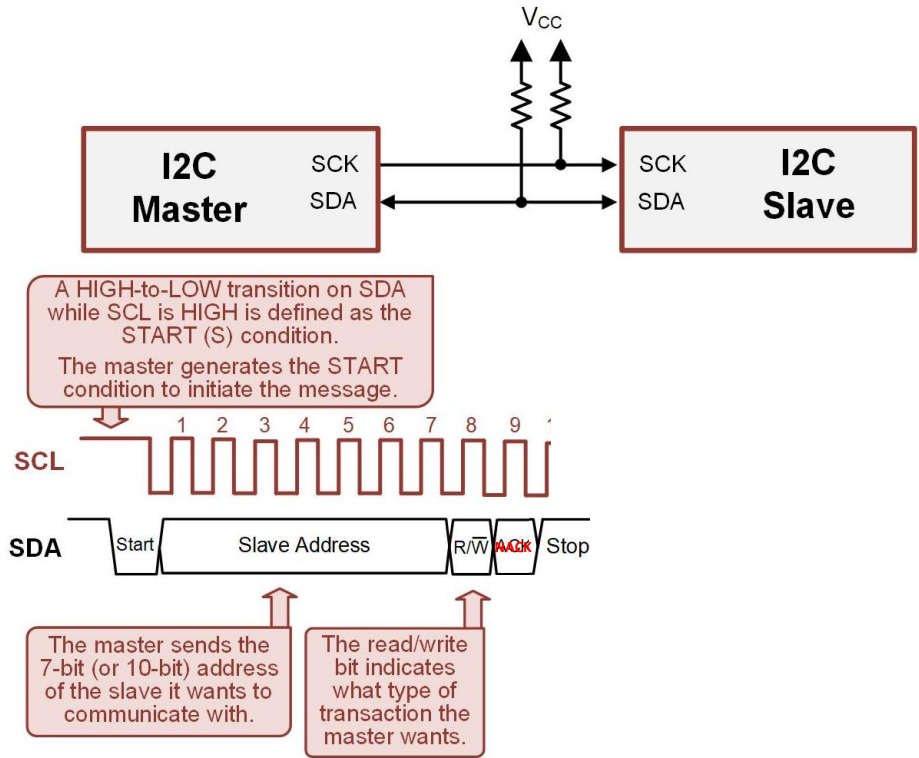 VCC
I2C
Master
SCK
SDA
SCK
SDA
I2C
Slave
A HIGH-to-LOW transition on SDA
while SCL is HIGH is defined as the
START (S) condition.
The master generates the START
condition to initiate the message.
SCL
1 2 3 4 5 6 7 8 9 1
SDA
Start
Slave Address
R/W̅
NACK
Stop
The master sends the
7-bit (or 10-bit) address
of the slave it wants to
communicate with.
The read/write
bit indicates
what type of
transaction the
master wants.